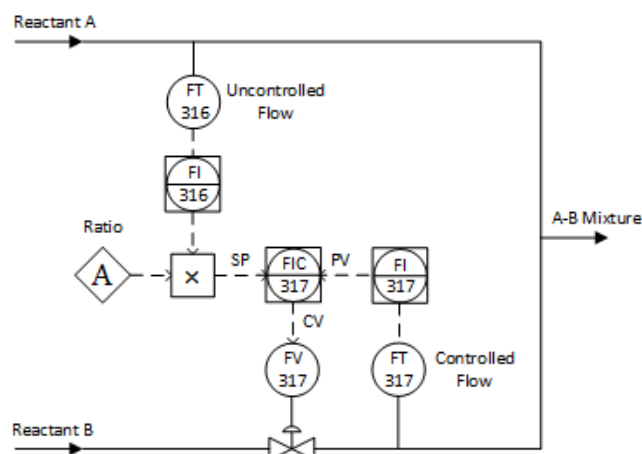 Reactant A
FT
316
Uncontrolled
Flow
FI
316
Ratio
A
×
SP
FIC
317
PV
FI
317
A-B Mixture
CV
FV
317
FT
317
Controlled
Flow
Reactant B